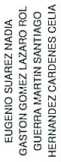 EUGENIO SUAREZ NADIA
GASTON GOMEZ LAZARO ROL
GUERRA MARTIN SANTIAGO
HERNANDEZ CARDENES CELIA